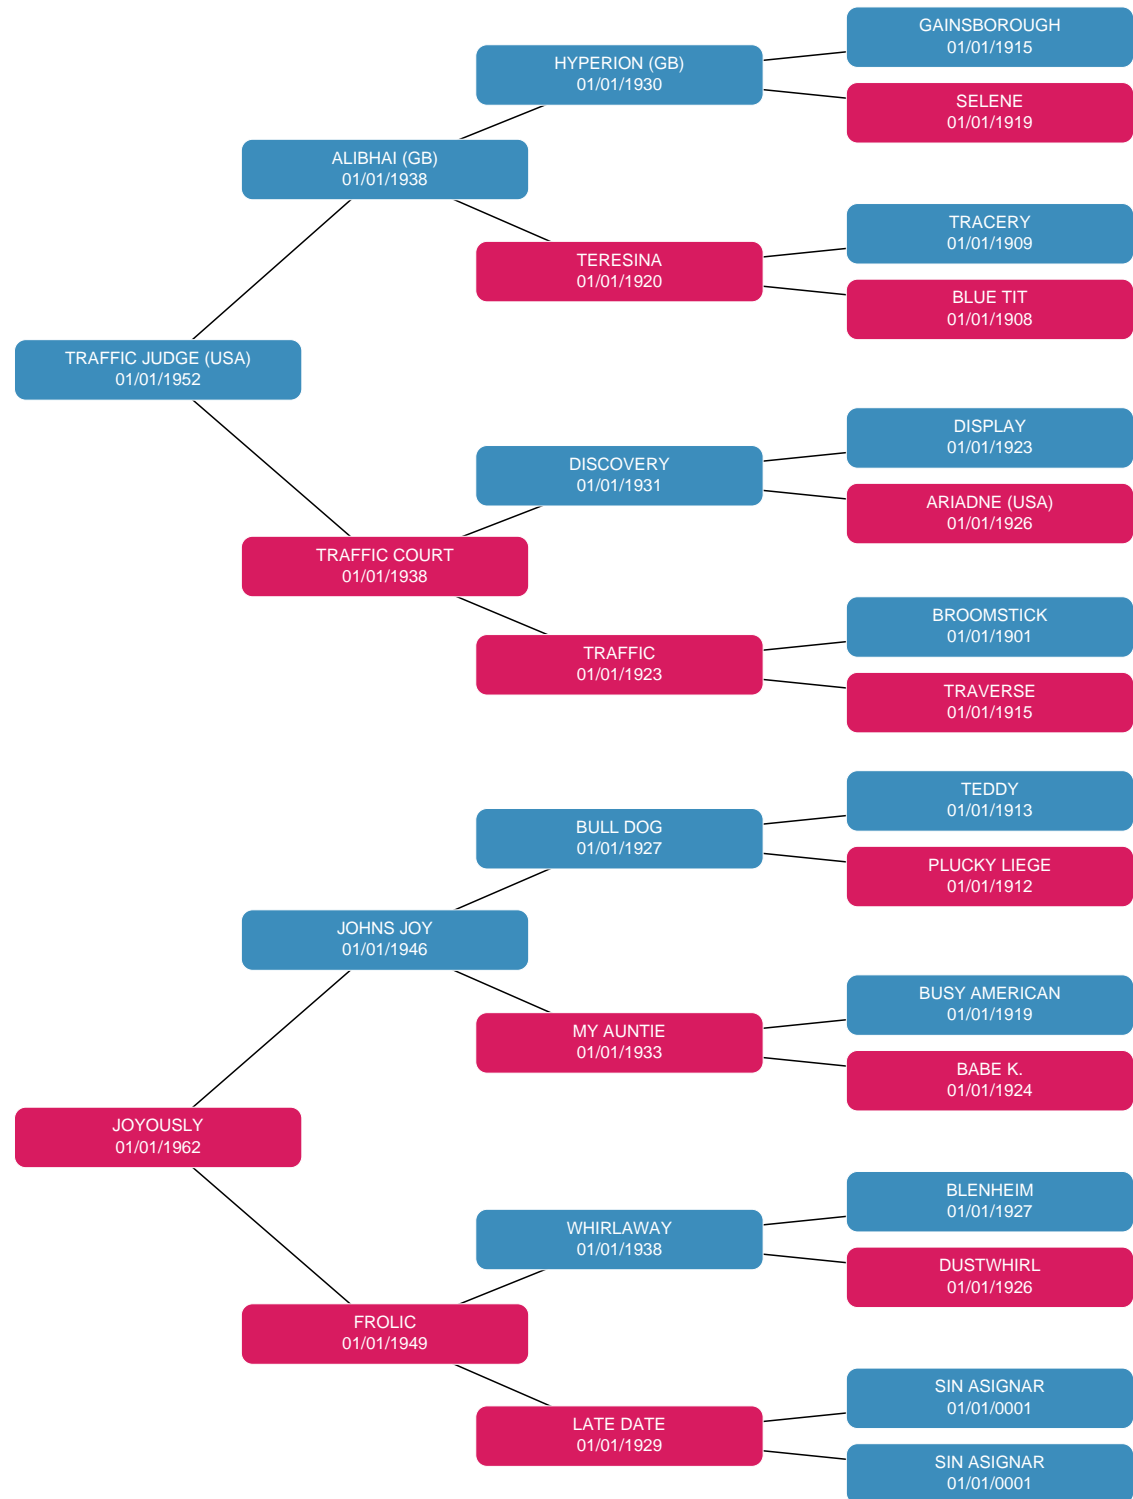 GAINSBOROUGH
01/01/1915
HYPERION (GB)
01/01/1930
SELENE
01/01/1919
ALIBHAI (GB)
01/01/1938
TRACERY
01/01/1909
TERESINA
01/01/1920
BLUE TIT
01/01/1908
TRAFFIC JUDGE (USA)
01/01/1952
DISPLAY
01/01/1923
DISCOVERY
01/01/1931
ARIADNE (USA)
01/01/1926
TRAFFIC COURT
01/01/1938
BROOMSTICK
01/01/1901
TRAFFIC
01/01/1923
TRAVERSE
01/01/1915
TEDDY
01/01/1913
BULL DOG
01/01/1927
PLUCKY LIEGE
01/01/1912
JOHNS JOY
01/01/1946
BUSY AMERICAN
01/01/1919
MY AUNTIE
01/01/1933
BABE K.
01/01/1924
JOYOUSLY
01/01/1962
BLENHEIM
01/01/1927
WHIRLAWAY
01/01/1938
DUSTWHIRL
01/01/1926
FROLIC
01/01/1949
SIN ASIGNAR
01/01/0001
LATE DATE
01/01/1929
SIN ASIGNAR
01/01/0001